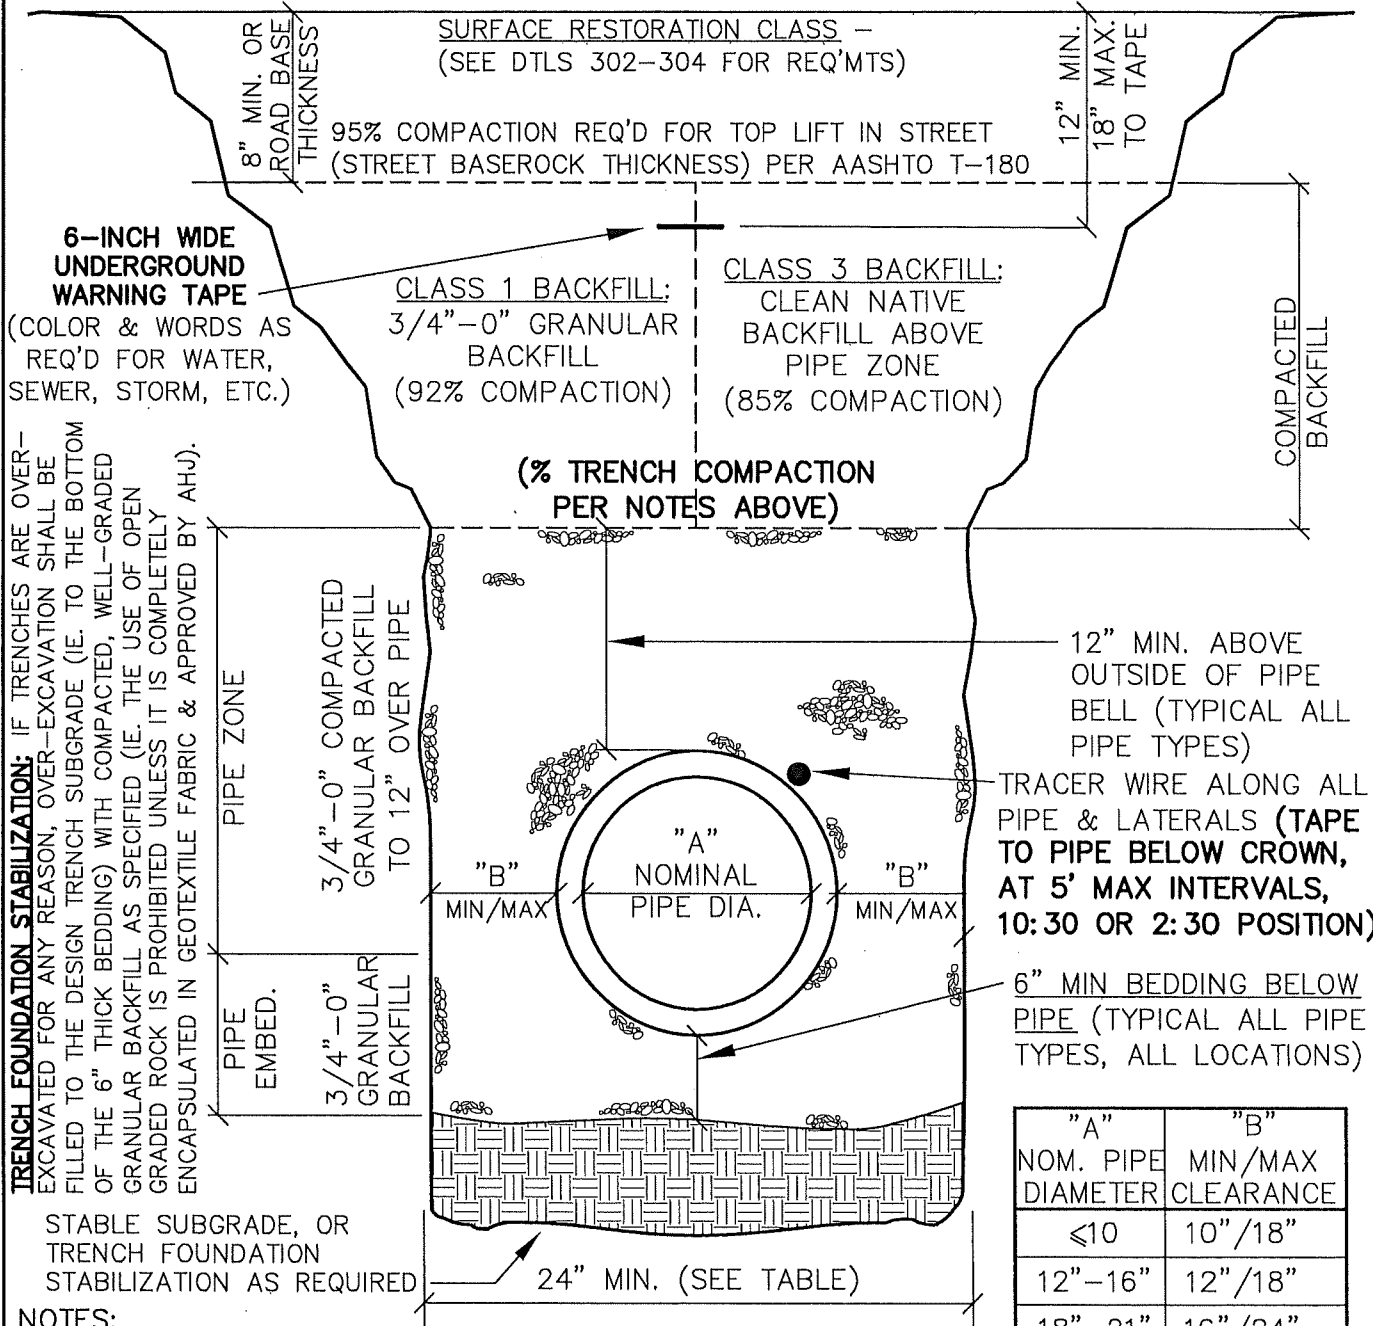 8" MIN. OR
ROAD BASE
THICKNESS
SURFACE RESTORATION CLASS –
(SEE DTLS 302–304 FOR REQ'MTS)
95% COMPACTION REQ'D FOR TOP LIFT IN STREET
(STREET BASEROCK THICKNESS) PER AASHTO T–180
12" MIN.
18" MAX.
TO TAPE
6–INCH WIDE
UNDERGROUND
WARNING TAPE
(COLOR & WORDS AS
REQ'D FOR WATER,
SEWER, STORM, ETC.)
CLASS 1 BACKFILL:
3/4"–0" GRANULAR
BACKFILL
(92% COMPACTION)
CLASS 3 BACKFILL:
CLEAN NATIVE
BACKFILL ABOVE
PIPE ZONE
(85% COMPACTION)
COMPACTED
BACKFILL
(% TRENCH COMPACTION
PER NOTES ABOVE)
TRENCH FOUNDATION STABILIZATION: IF TRENCHES ARE OVER–
EXCAVATED FOR ANY REASON, OVER–EXCAVATION SHALL BE
FILLED TO THE DESIGN TRENCH SUBGRADE (IE. TO THE BOTTOM
OF THE 6" THICK BEDDING) WITH COMPACTED, WELL–GRADED
GRANULAR BACKFILL AS SPECIFIED (IE. THE USE OF OPEN
GRADED ROCK IS PROHIBITED UNLESS IT IS COMPLETELY
ENCAPSULATED IN GEOTEXTILE FABRIC & APPROVED BY AHJ).
PIPE ZONE
3/4"–0" COMPACTED
GRANULAR BACKFILL
TO 12" OVER PIPE
PIPE
EMBED.
3/4"–0"
GRANULAR
BACKFILL
12" MIN. ABOVE
OUTSIDE OF PIPE
BELL (TYPICAL ALL
PIPE TYPES)
TRACER WIRE ALONG ALL
PIPE & LATERALS (TAPE
TO PIPE BELOW CROWN,
AT 5' MAX INTERVALS,
10:30 OR 2:30 POSITION)
"B"
MIN/MAX
"A"
NOMINAL
PIPE DIA.
"B"
MIN/MAX
6" MIN BEDDING BELOW
PIPE (TYPICAL ALL PIPE
TYPES, ALL LOCATIONS)
STABLE SUBGRADE, OR
TRENCH FOUNDATION
STABILIZATION AS REQUIRED
24" MIN. (SEE TABLE)
"A" "B"
NOM. PIPE MIN/MAX
DIAMETER CLEARANCE
⩽10 10"/18"
12"–16" 12"/18"
18"–21" 16"/24"
NOTES: